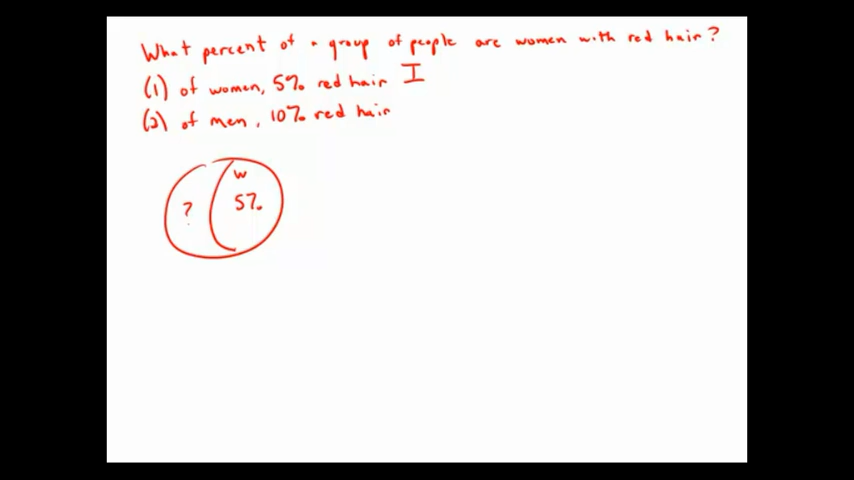 What percent of a group of people are women with red hair?
(1) of women, 5% red hair I
(2) of men, 10% red hair
W
? 5%